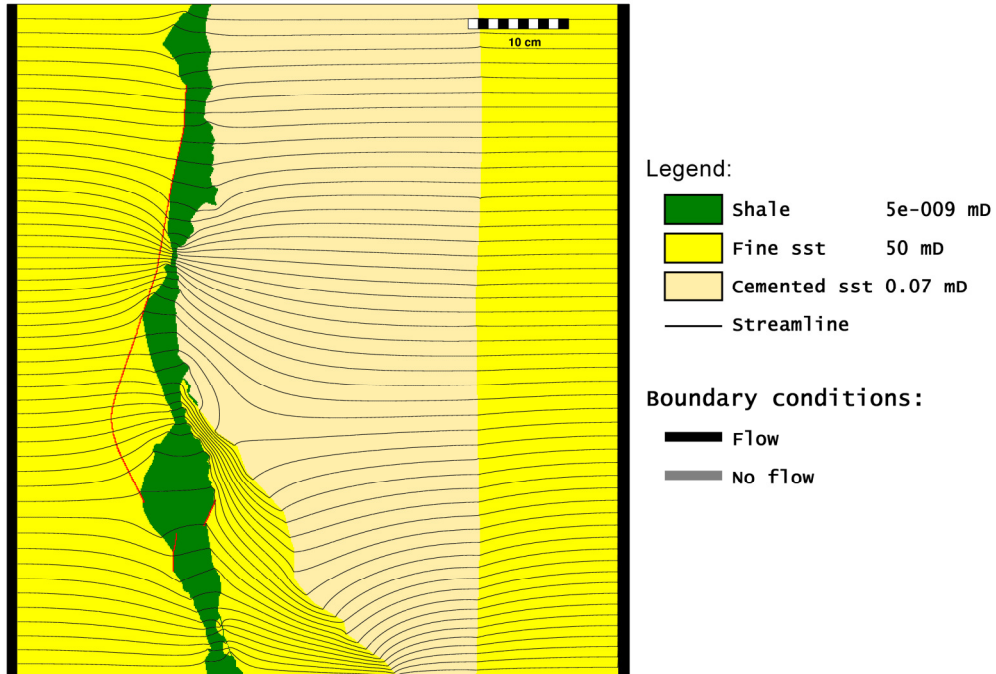 10 cm
Legend:
Shale 5e-009 mD
Fine sst 50 mD
Cemented sst 0.07 mD
Streamline
Boundary conditions:
Flow
No flow